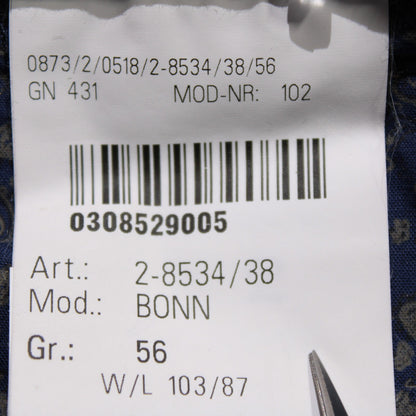 0873/2/0518/2-8534/38/56
GN 431 MOD-NR: 102
0308529005
Art.: 2-8534/38
Mod.: BONN
Gr.: 56
W/L 103/87